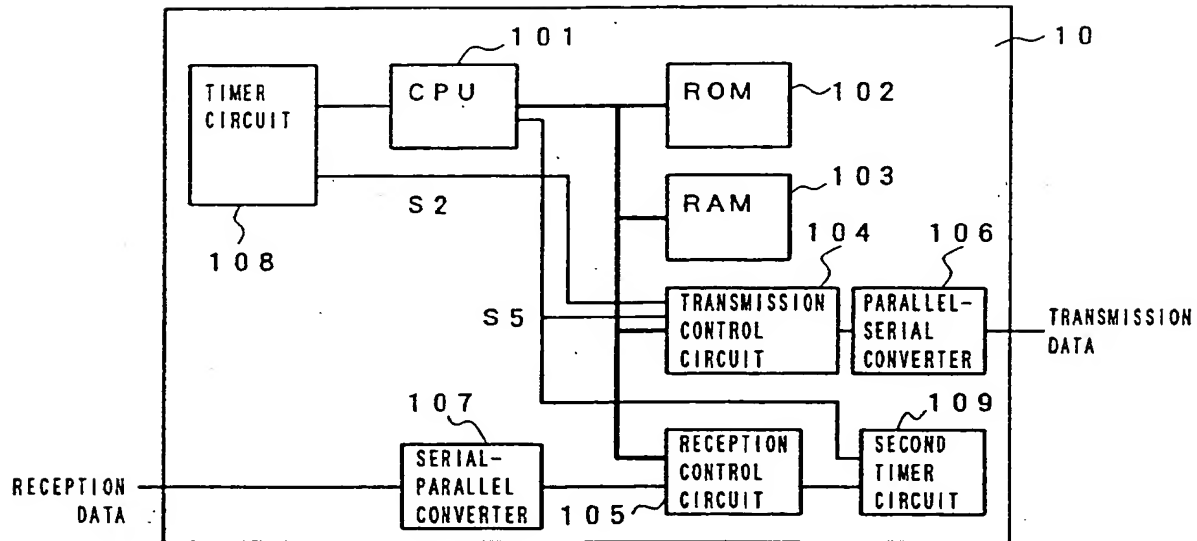 101
10
TIMER
CIRCUIT
CPU
ROM
102
S2
RAM
103
108
104
106
S5
TRANSMISSION
CONTROL
CIRCUIT
PARALLEL-
SERIAL
CONVERTER
TRANSMISSION
DATA
107
109
SERIAL-
PARALLEL
CONVERTER
RECEPTION
CONTROL
CIRCUIT
SECOND
TIMER
CIRCUIT
RECEPTION
DATA
105